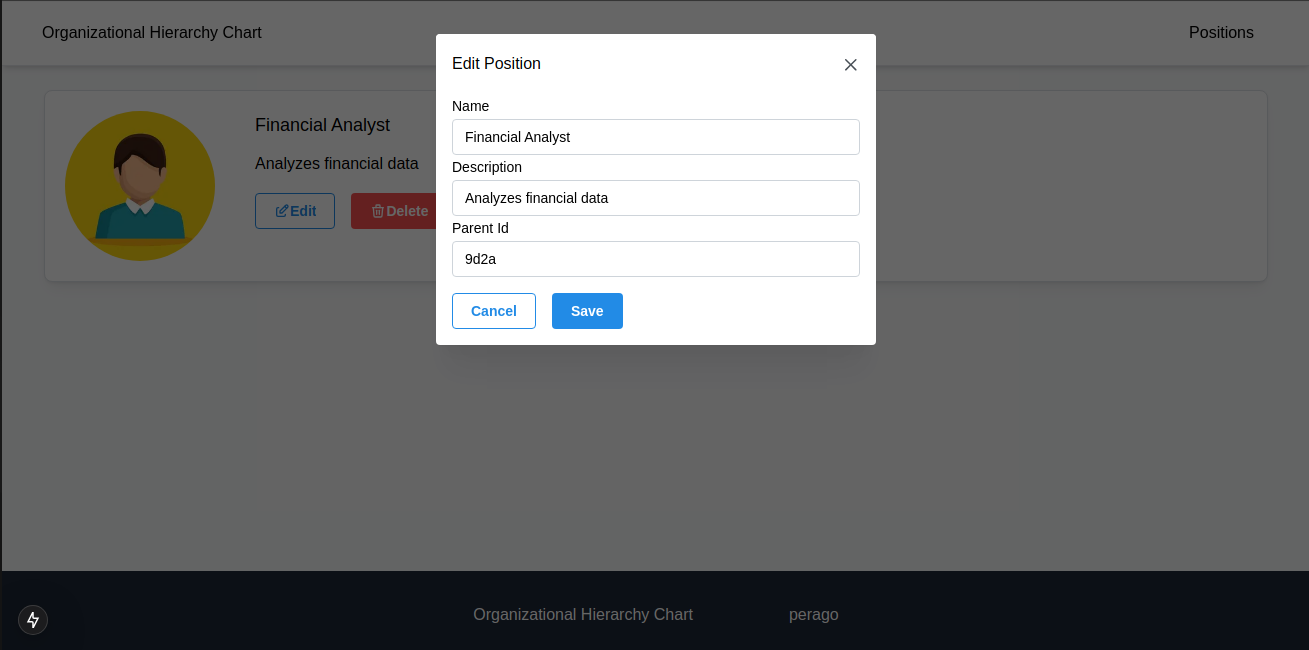 Organizational Hierarchy Chart
Positions
Edit Position
Name
Financial Analyst
Description
Analyzes financial data
Parent Id
9d2a
Cancel
Save
Financial Analyst
Analyzes financial data
Edit
Delete
Organizational Hierarchy Chart
perago